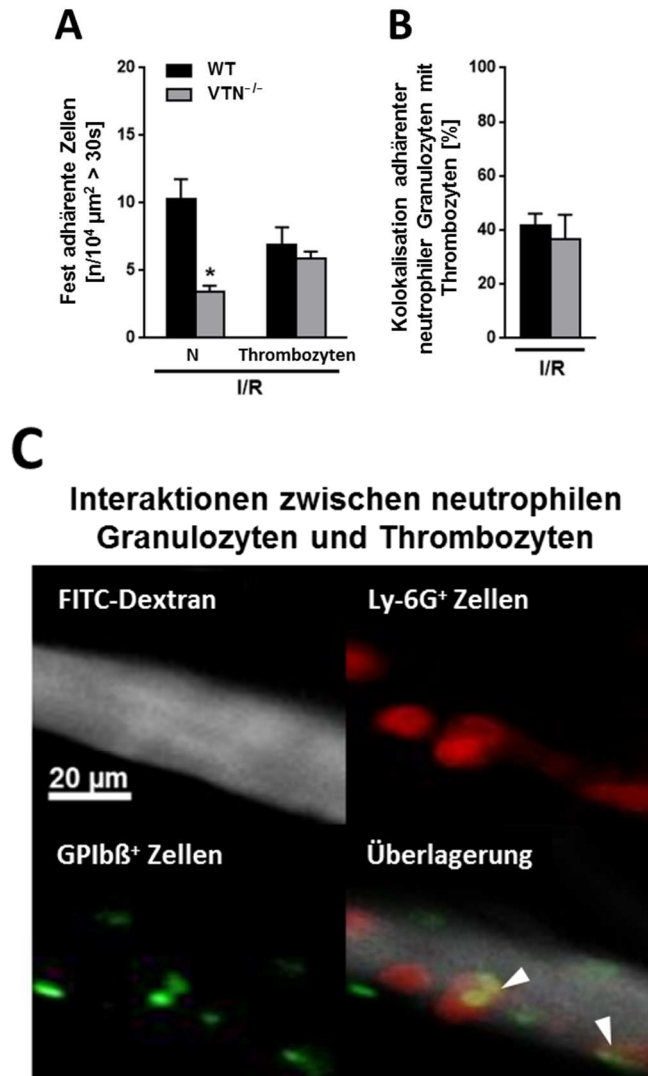 A
Fest adhärente Zellen
[n/10⁴ µm² > 30s]
20
15
10
5
0
WT
VTN⁻/⁻
*
N
Thrombozyten
I/R
B
Kolokalisation adhärenter
neutrophiler Granulozyten mit
Thrombozyten [%]
100
80
60
40
20
0
I/R
C
Interaktionen zwischen neutrophilen
Granulozyten und Thrombozyten
FITC-Dextran
Ly-6G⁺ Zellen
20 µm
GPIbß⁺ Zellen
Überlagerung